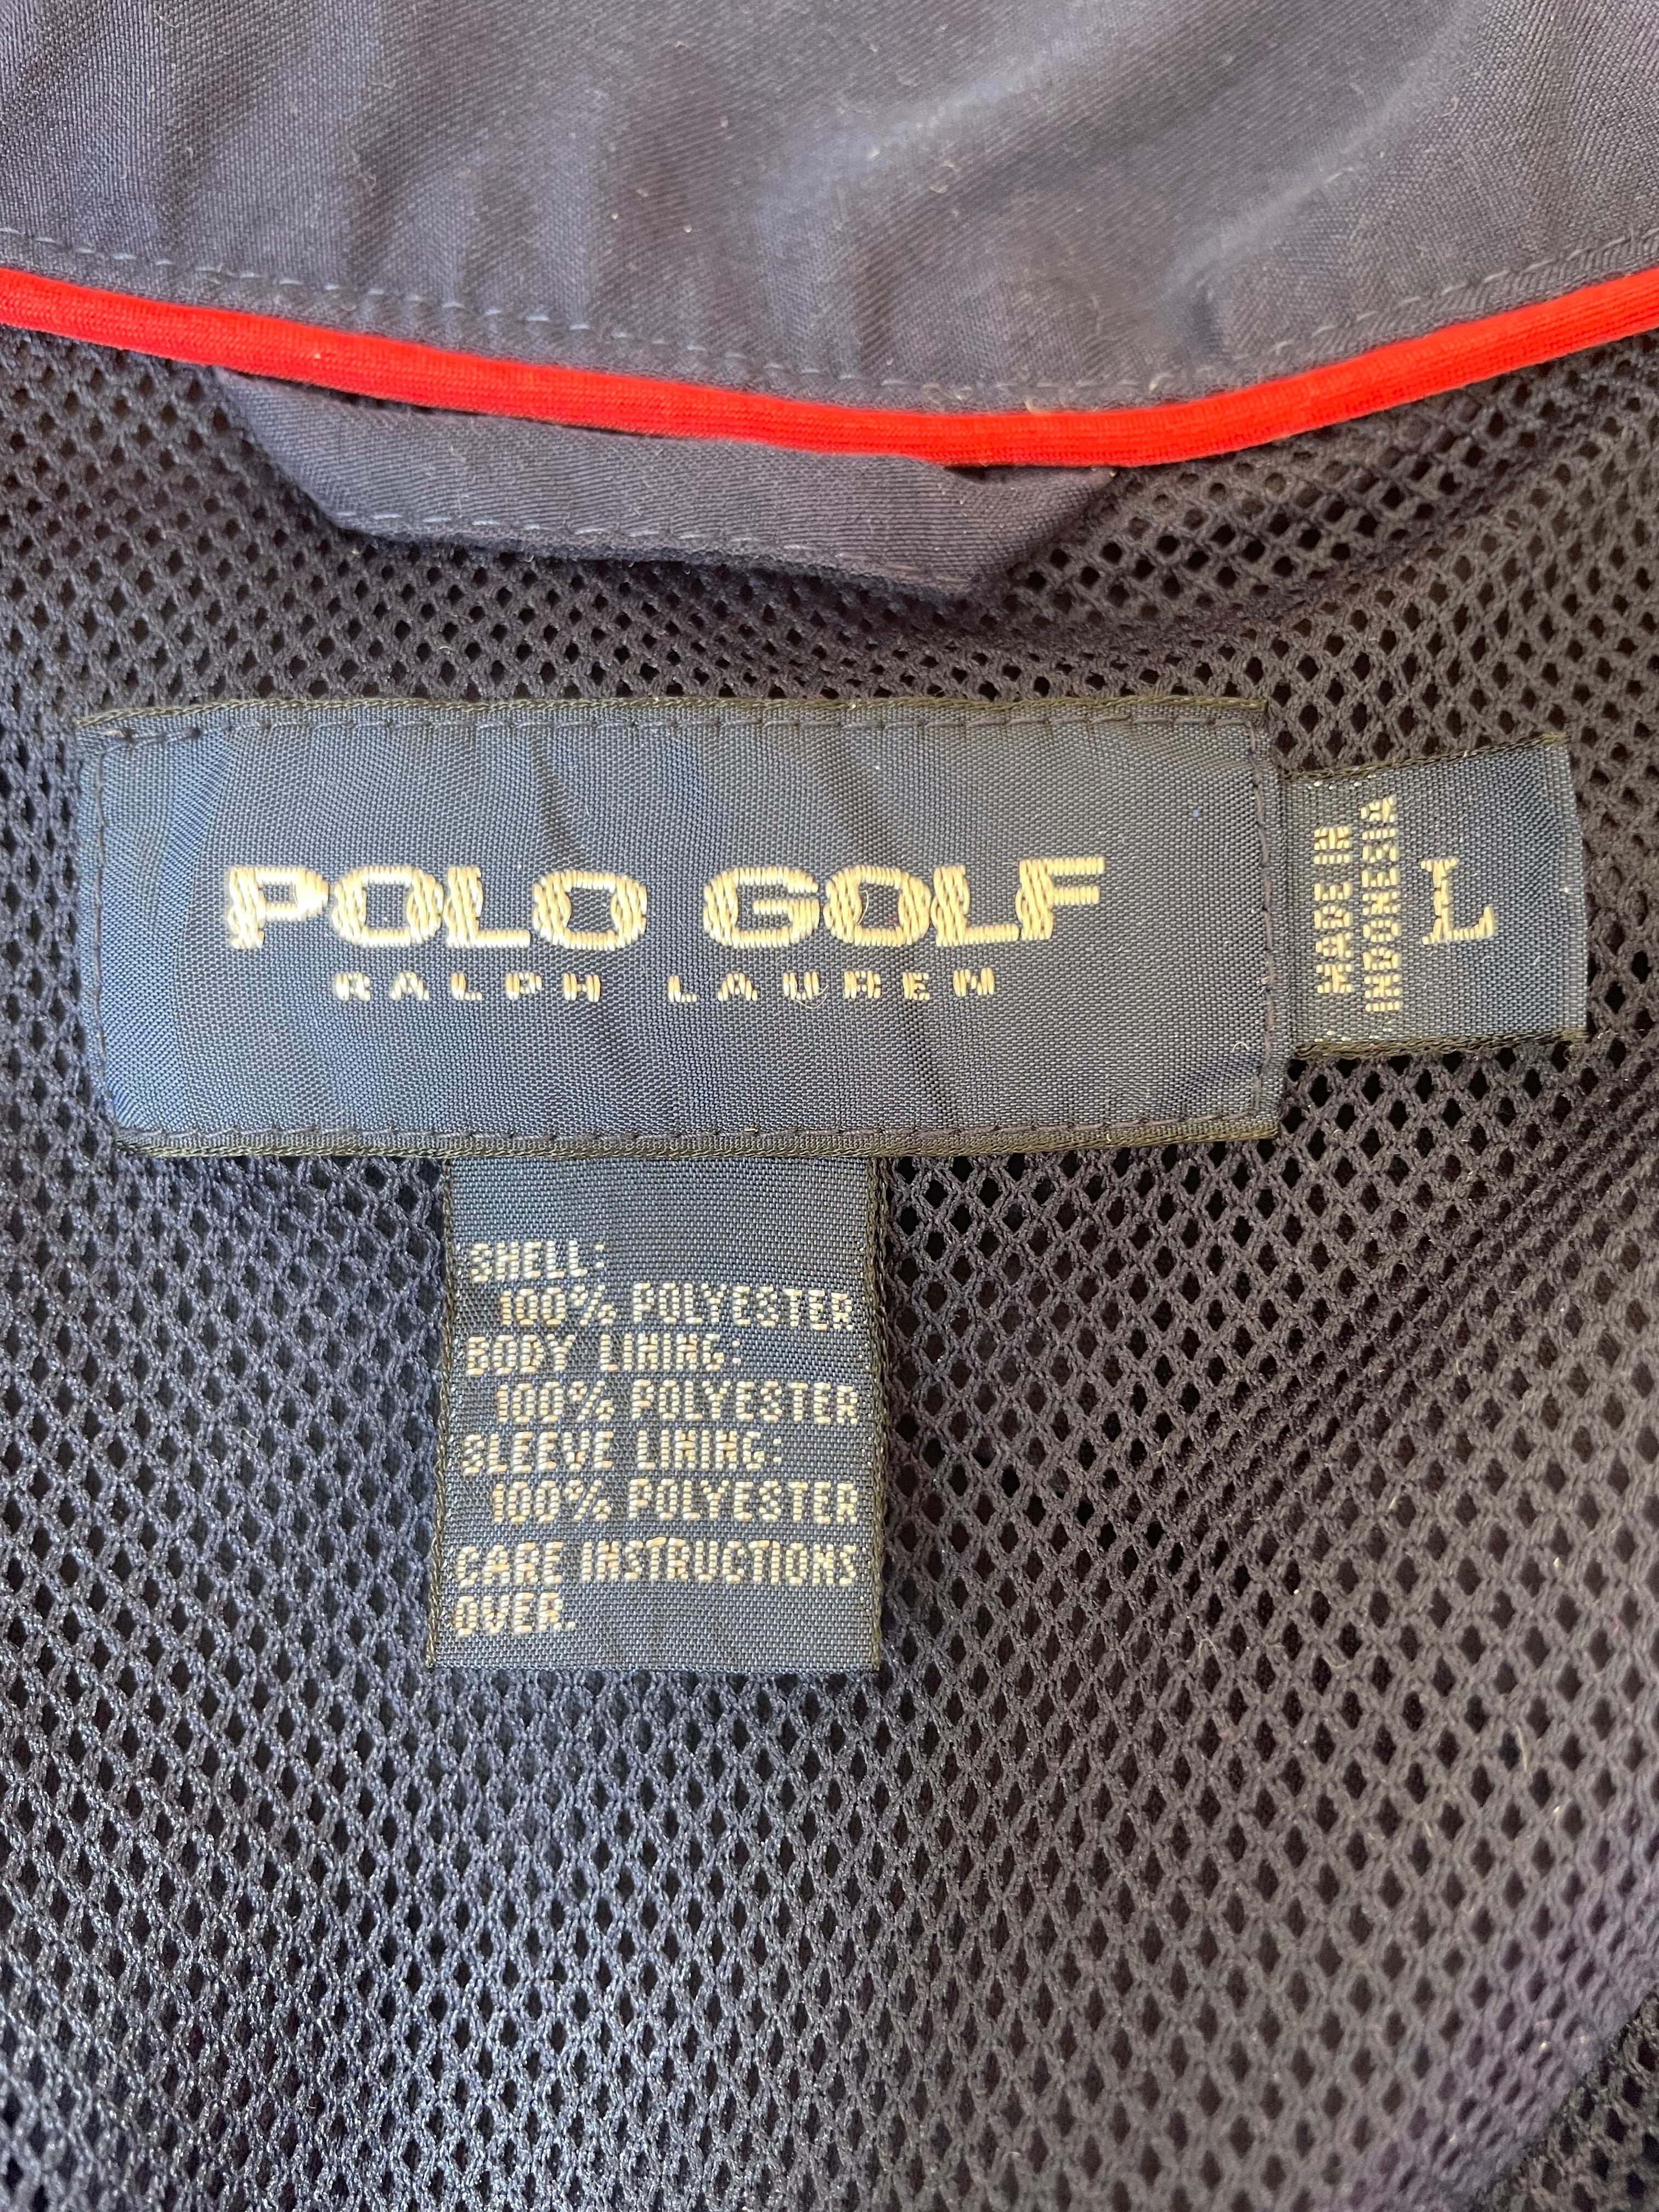 POLO GOLF
RALPH LAUREN
MADE IN
INDONESIA
L
SHELL:
100% POLYESTER
BODY LINING:
100% POLYESTER
SLEEVE LINING:
100% POLYESTER
CARE INSTRUCTIONS
OVER.